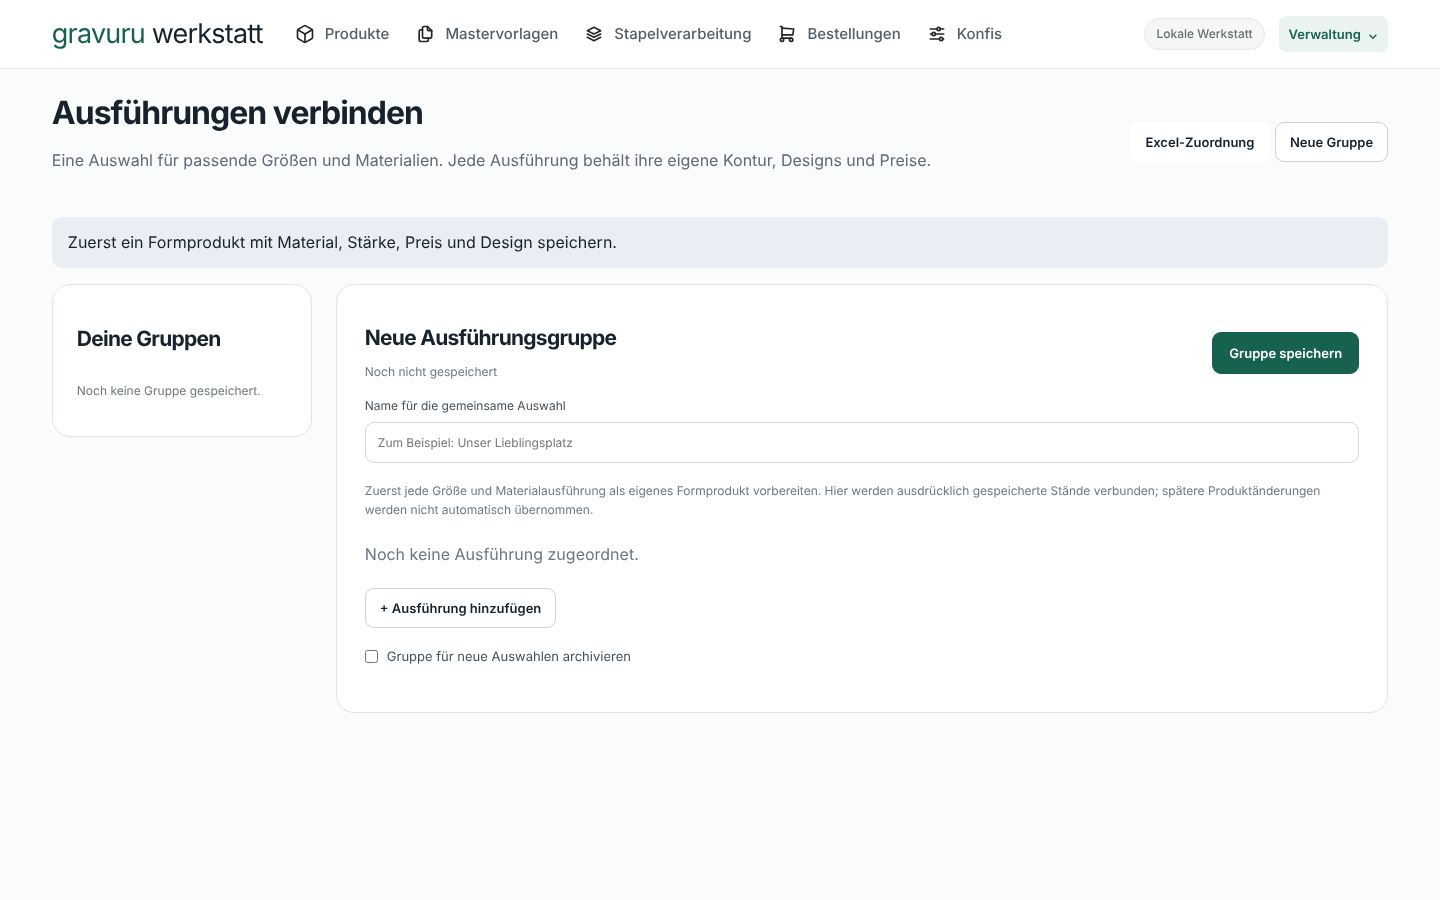 gravuru werkstatt
Produkte
Mastervorlagen
Stapelverarbeitung
Bestellungen
Konfis
Lokale Werkstatt
Verwaltung
Ausführungen verbinden
Eine Auswahl für passende Größen und Materialien. Jede Ausführung behält ihre eigene Kontur, Designs und Preise.
Excel-Zuordnung
Neue Gruppe
Zuerst ein Formprodukt mit Material, Stärke, Preis und Design speichern.
Deine Gruppen
Noch keine Gruppe gespeichert.
Neue Ausführungsgruppe
Noch nicht gespeichert
Gruppe speichern
Name für die gemeinsame Auswahl
Zum Beispiel: Unser Lieblingsplatz
Zuerst jede Größe und Materialausführung als eigenes Formprodukt vorbereiten. Hier werden ausdrücklich gespeicherte Stände verbunden; spätere Produktänderungen
werden nicht automatisch übernommen.
Noch keine Ausführung zugeordnet.
+ Ausführung hinzufügen
Gruppe für neue Auswahlen archivieren